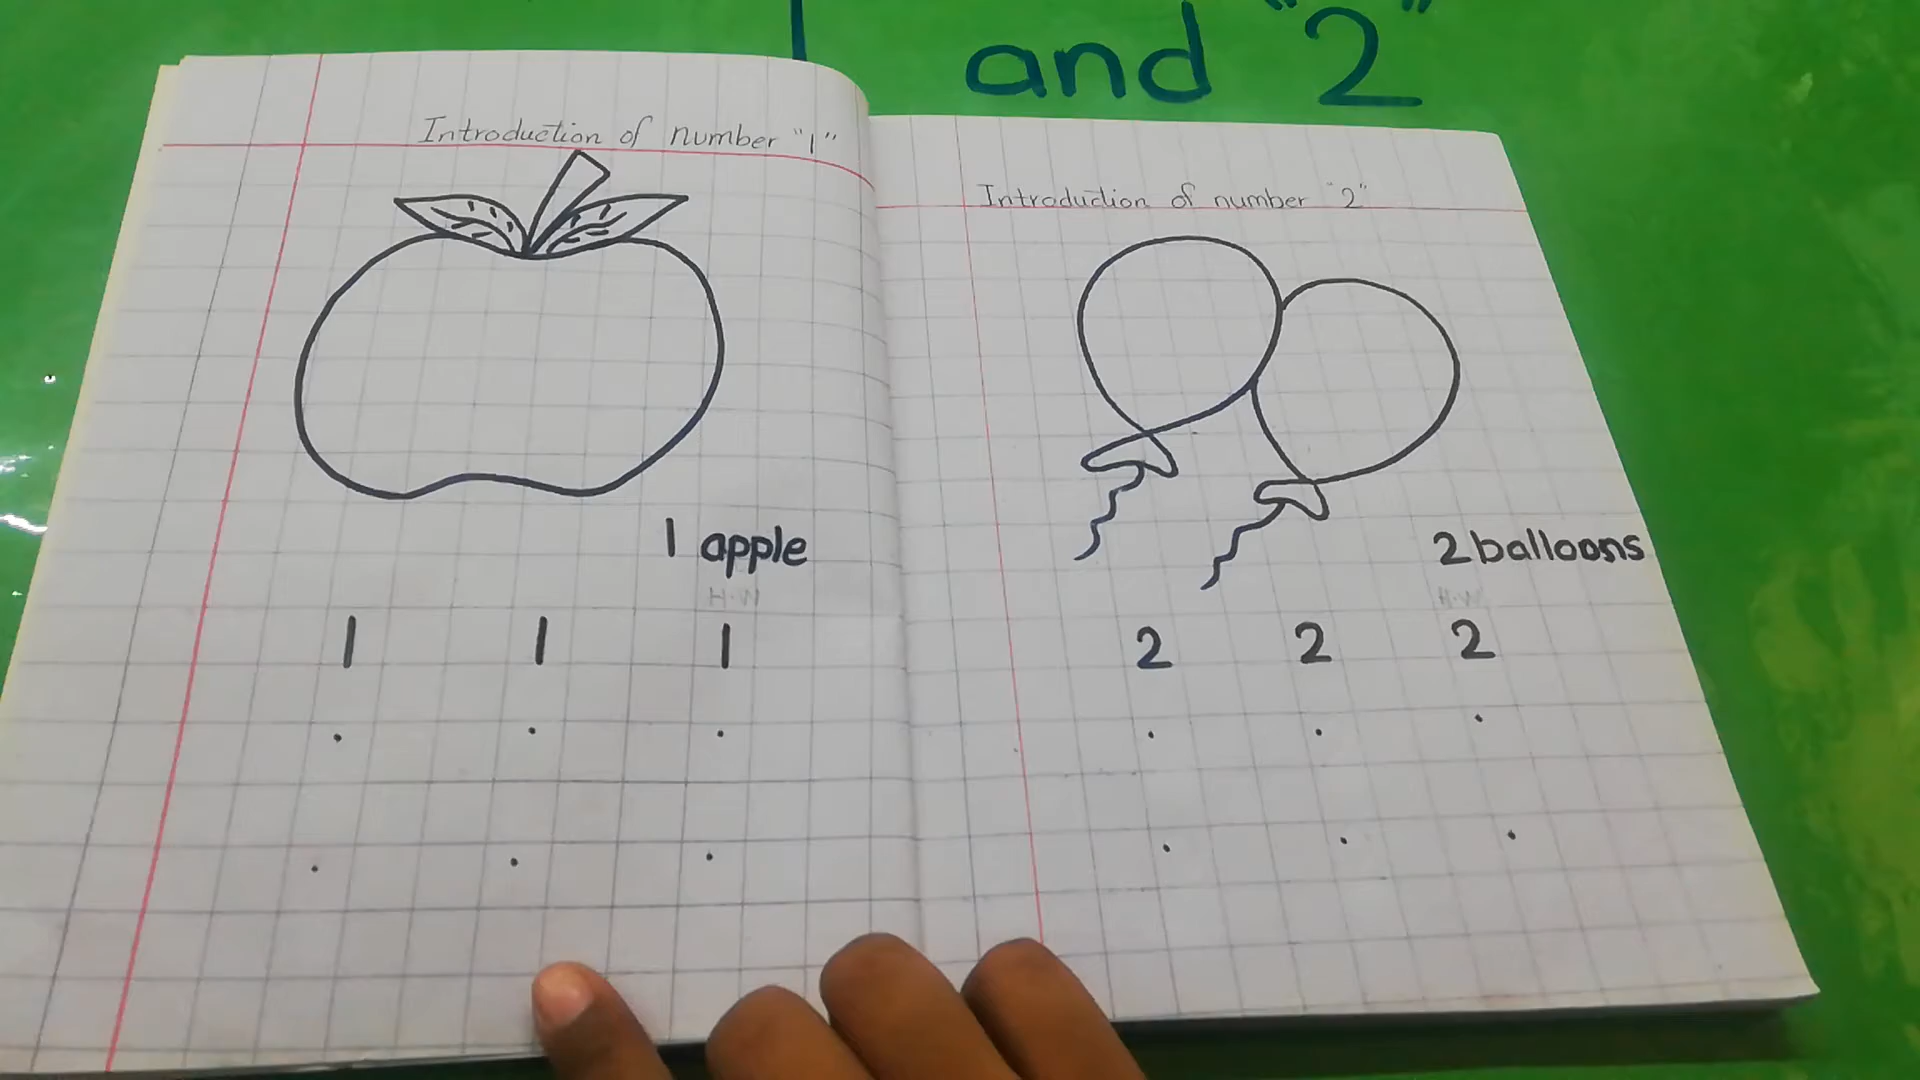 and "2"
Introduction of number "1"
1 apple
H.W
1 1 1
Introduction of number "2"
2 balloons
H.W
2 2 2